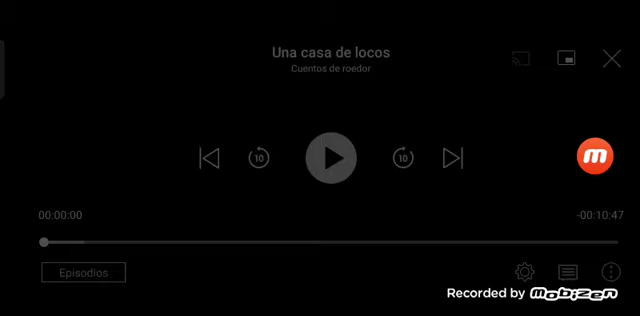 Una casa de locos
Cuentos de roedor
10
10
m
00:00:00
-00:10:47
Episodios
Recorded by mobizen